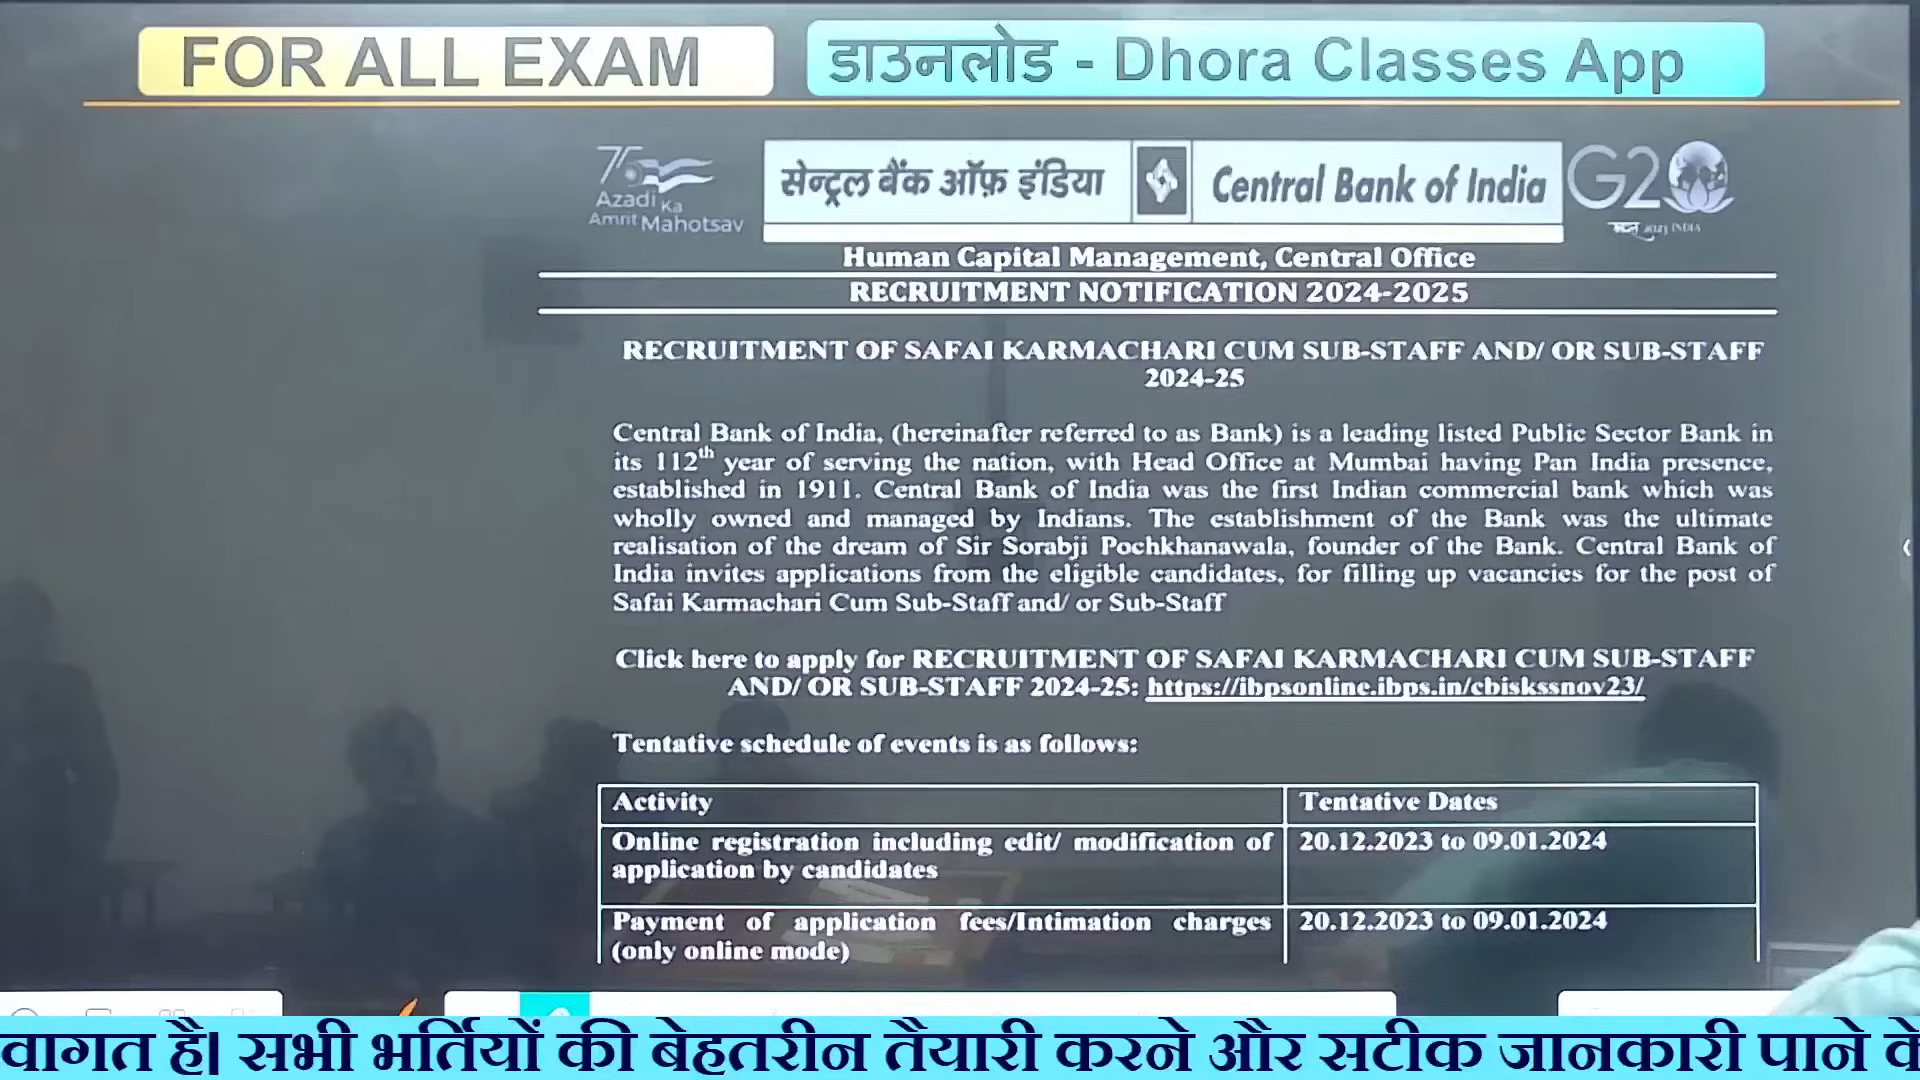 FOR ALL EXAM
डाउनलोड - Dhora Classes App
75
Azadi Ka
Amrit Mahotsav
सेन्ट्रल बैंक ऑफ़ इंडिया
Central Bank of India
G20
2023 INDIA
Human Capital Management, Central Office
RECRUITMENT NOTIFICATION 2024-2025
RECRUITMENT OF SAFAI KARMACHARI CUM SUB-STAFF AND/ OR SUB-STAFF
2024-25
Central Bank of India, (hereinafter referred to as Bank) is a leading listed Public Sector Bank in
its 112th year of serving the nation, with Head Office at Mumbai having Pan India presence,
established in 1911. Central Bank of India was the first Indian commercial bank which was
wholly owned and managed by Indians. The establishment of the Bank was the ultimate
realisation of the dream of Sir Sorabji Pochkhanawala, founder of the Bank. Central Bank of
India invites applications from the eligible candidates, for filling up vacancies for the post of
Safai Karmachari Cum Sub-Staff and/ or Sub-Staff
Click here to apply for RECRUITMENT OF SAFAI KARMACHARI CUM SUB-STAFF
AND/ OR SUB-STAFF 2024-25: https://ibpsonline.ibps.in/cbiskssnov23/
Tentative schedule of events is as follows:
Activity
Tentative Dates
Online registration including edit/ modification of
application by candidates
20.12.2023 to 09.01.2024
Payment of application fees/Intimation charges
(only online mode)
20.12.2023 to 09.01.2024
वागत है। सभी भर्तियों की बेहतरीन तैयारी करने और सटीक जानकारी पाने के